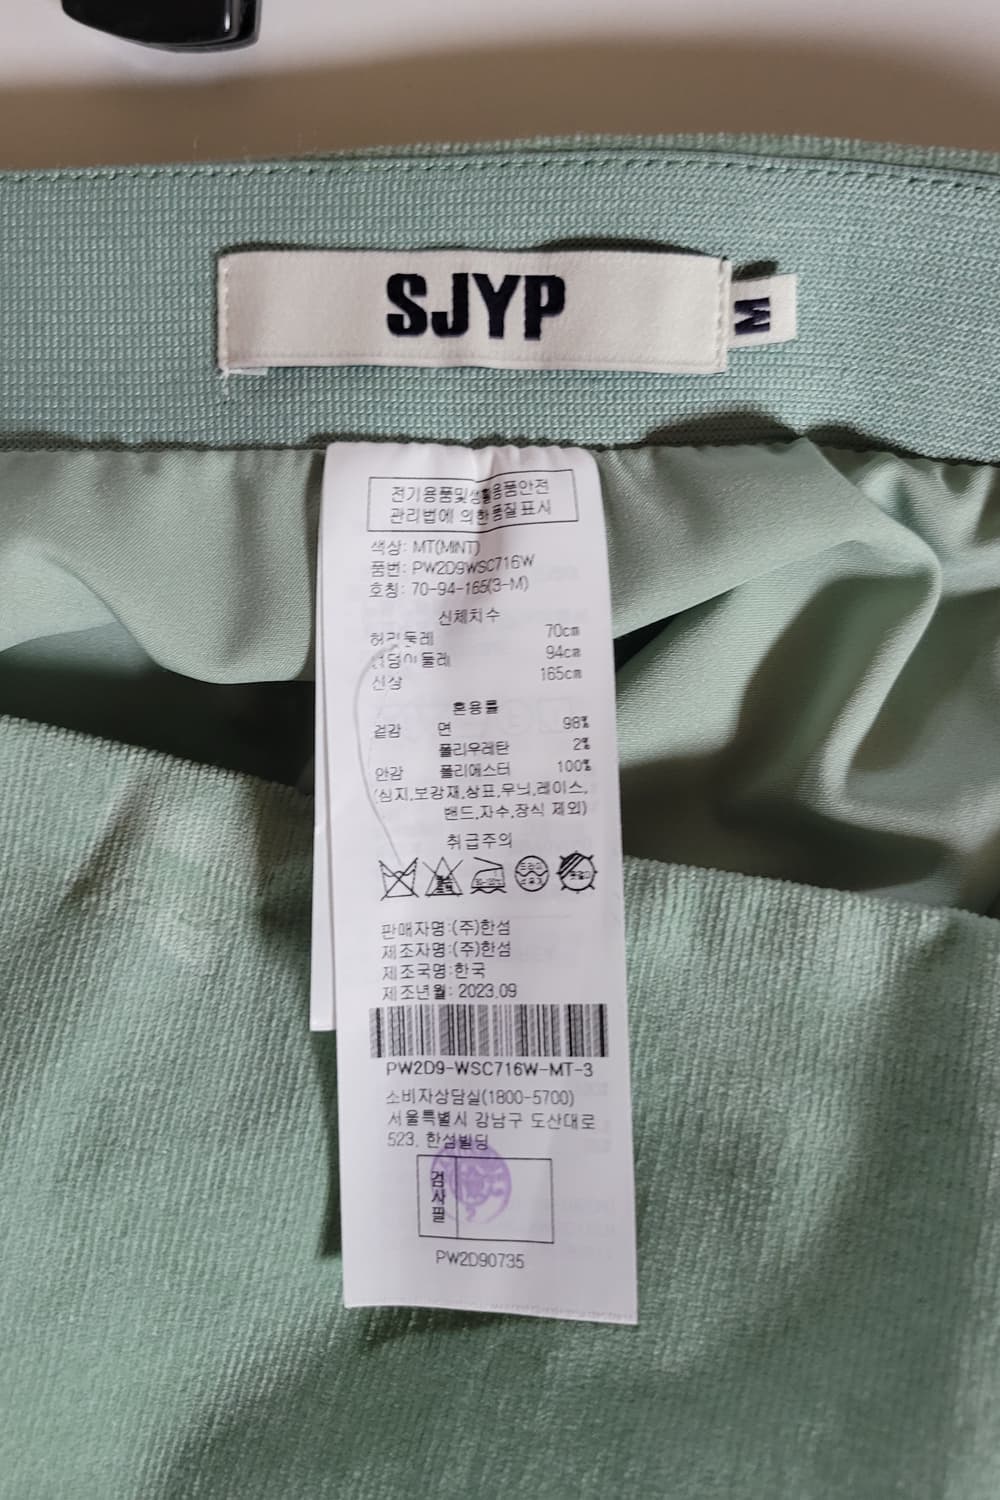 SJYP
M
전기용품및생활용품안전
관리법에 의한 품질표시
색상: MT(MINT)
품번: PW2D9WSC716W
호칭: 70-94-165(3-M)
신체치수
허리둘레 70cm
엉덩이둘레 94cm
신장 165cm
혼용률
겉감 면 98%
폴리우레탄 2%
안감 폴리에스터 100%
(심지,보강재,상표,무늬,레이스,
밴드,자수,장식 제외)
취급주의
판매자명:(주)한섬
제조자명:(주)한섬
제조국명:한국
제조년월: 2023.09
PW2D9-WSC716W-MT-3
소비자상담실(1800-5700)
서울특별시 강남구 도산대로
523, 한섬빌딩
검사필
PW2D90735